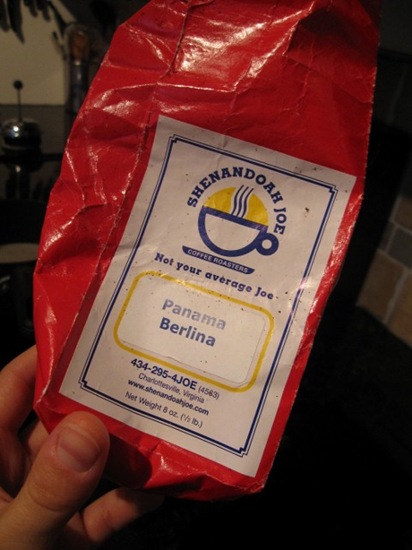 SHENANDOAH JOE
COFFEE ROASTERS
Not your average Joe
Panama
Berlina
434-295-4JOE (4563)
Charlottesville, Virginia
www.shenandoahjoe.com
Net Weight 8 oz. (½ lb.)